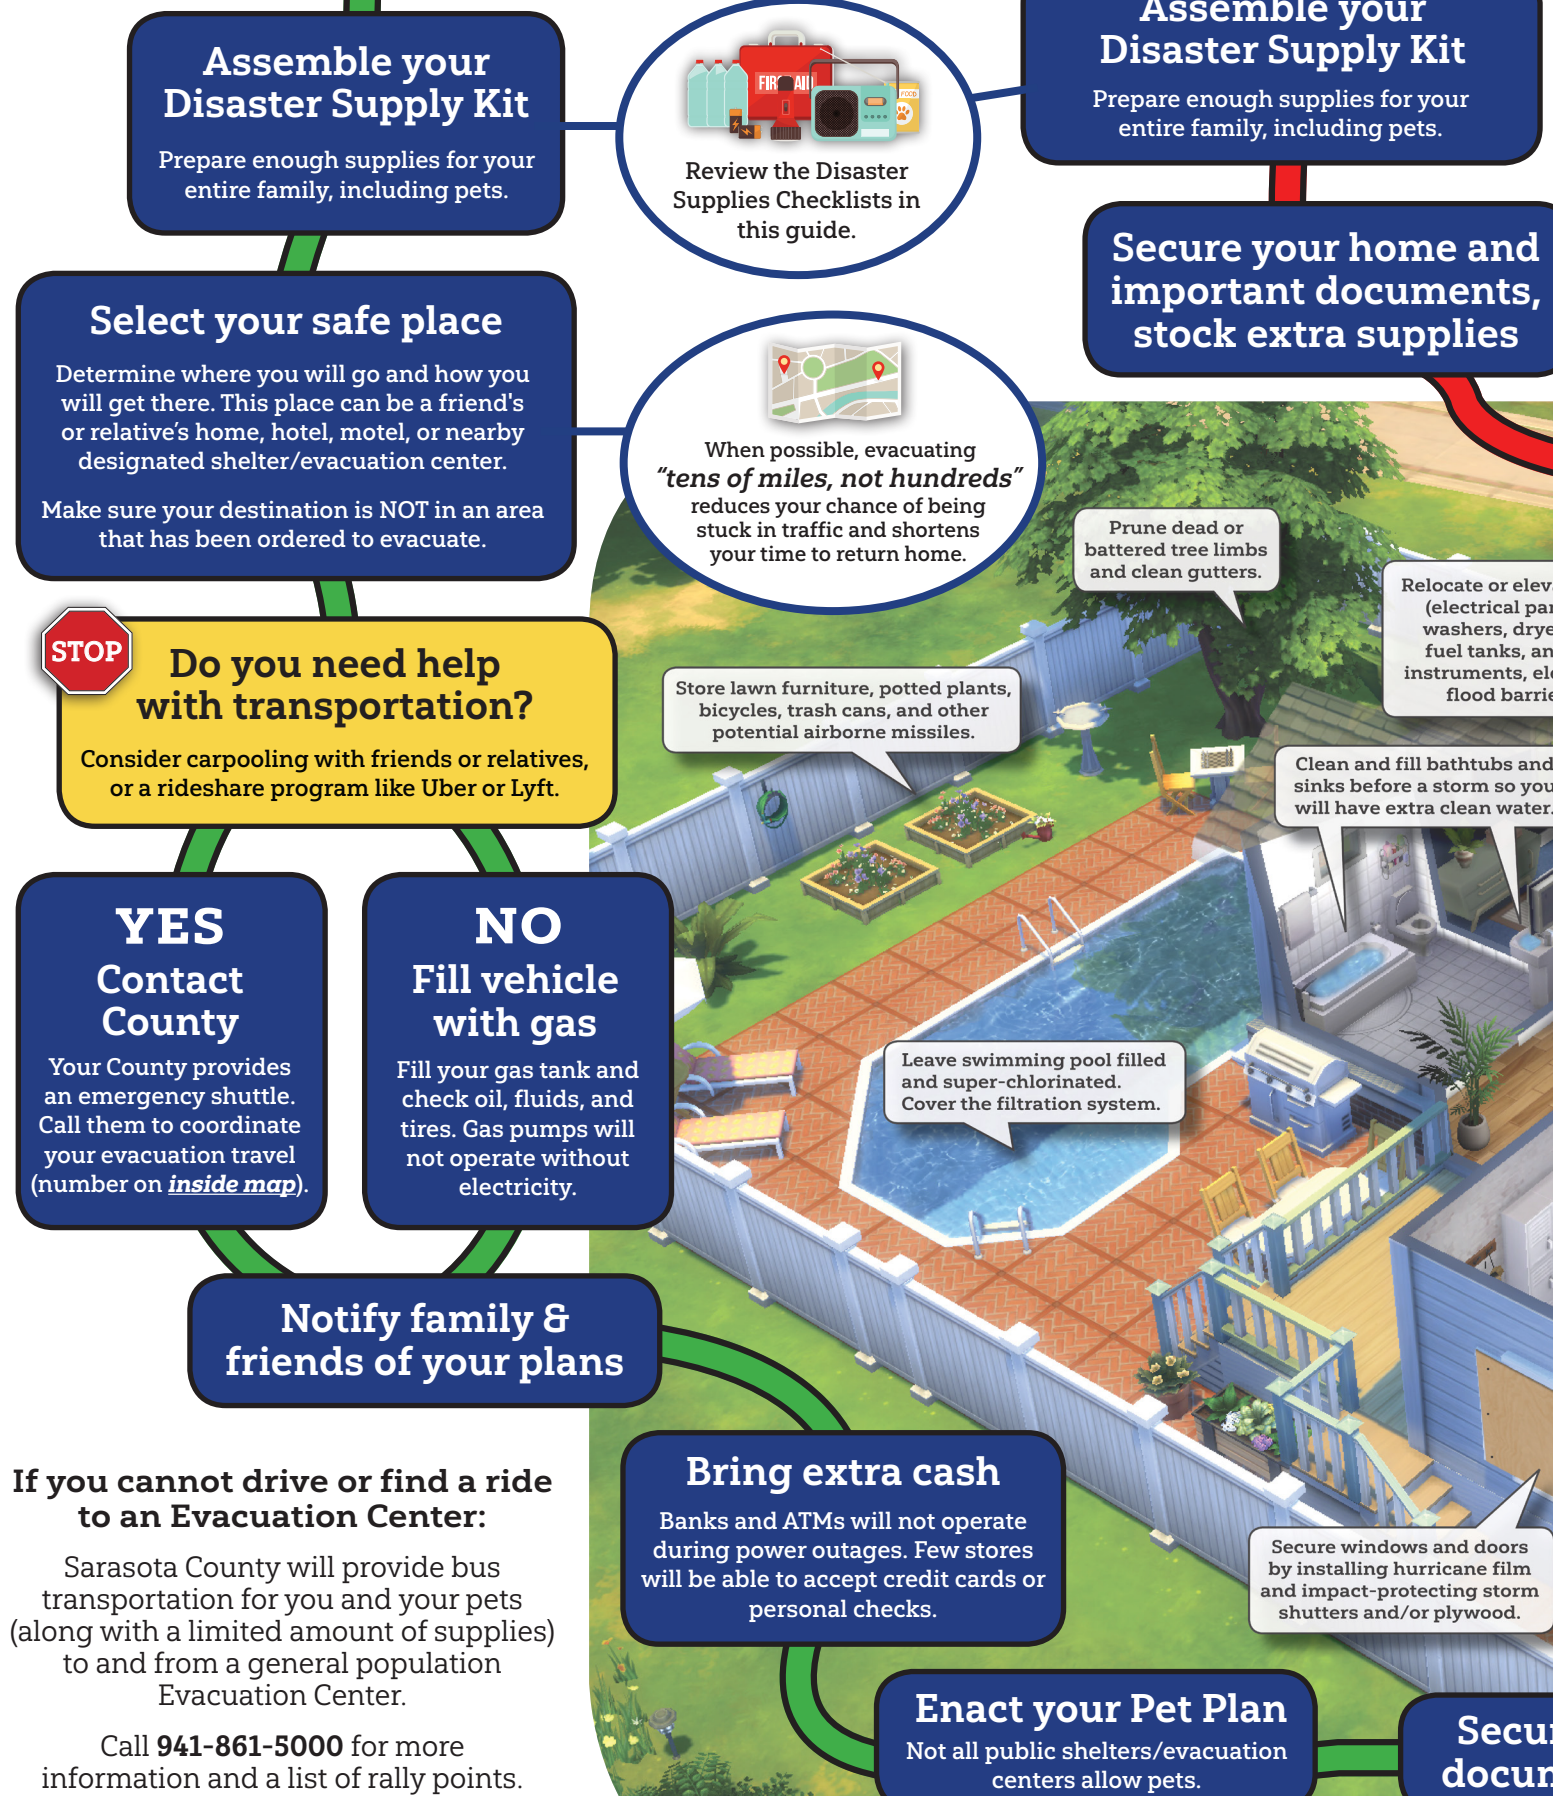 Assemble your
Disaster Supply Kit
Prepare enough supplies for your
entire family, including pets.
FIRST AID
FOOD
Review the Disaster
Supplies Checklists in
this guide.
Assemble your
Disaster Supply Kit
Prepare enough supplies for your
entire family, including pets.
Secure your home and
important documents,
stock extra supplies
Select your safe place
Determine where you will go and how you
will get there. This place can be a friend's
or relative's home, hotel, motel, or nearby
designated shelter/evacuation center.
Make sure your destination is NOT in an area
that has been ordered to evacuate.
When possible, evacuating
"tens of miles, not hundreds"
reduces your chance of being
stuck in traffic and shortens
your time to return home.
Prune dead or
battered tree limbs
and clean gutters.
Relocate or
(electrical
washers,
fuel tanks,
instruments,
flood
Store lawn furniture, potted plants,
bicycles, trash cans, and other
potential airborne missiles.
Clean and fill bathtubs and
sinks before a storm so you
will have extra clean water.
STOP
Do you need help
with transportation?
Consider carpooling with friends or relatives,
or a rideshare program like Uber or Lyft.
YES
Contact
County
Your County provides
an emergency shuttle.
Call them to coordinate
your evacuation travel
(number on inside map).
NO
Fill vehicle
with gas
Fill your gas tank and
check oil, fluids, and
tires. Gas pumps will
not operate without
electricity.
Leave swimming pool filled
and super-chlorinated.
Cover the filtration system.
Notify family &
friends of your plans
If you cannot drive or find a ride
to an Evacuation Center:
Sarasota County will provide bus
transportation for you and your pets
(along with a limited amount of supplies)
to and from a general population
Evacuation Center.
Call 941-861-5000 for more
information and a list of rally points.
Bring extra cash
Banks and ATMs will not operate
during power outages. Few stores
will be able to accept credit cards or
personal checks.
Secure windows and doors
by installing hurricane film
and impact-protecting storm
shutters and/or plywood.
Enact your Pet Plan
Not all public shelters/evacuation
centers allow pets.